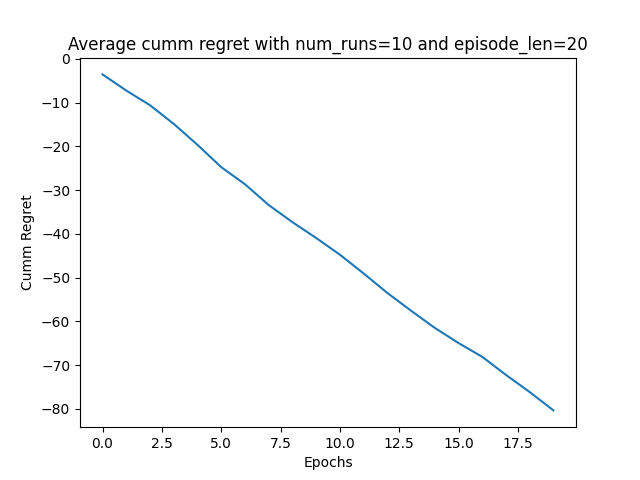 Average cumm regret with num_runs=10 and episode_len=20
0
−10
−20
−30
−40
−50
−60
−70
−80
Cumm Regret
0.0 2.5 5.0 7.5 10.0 12.5 15.0 17.5
Epochs